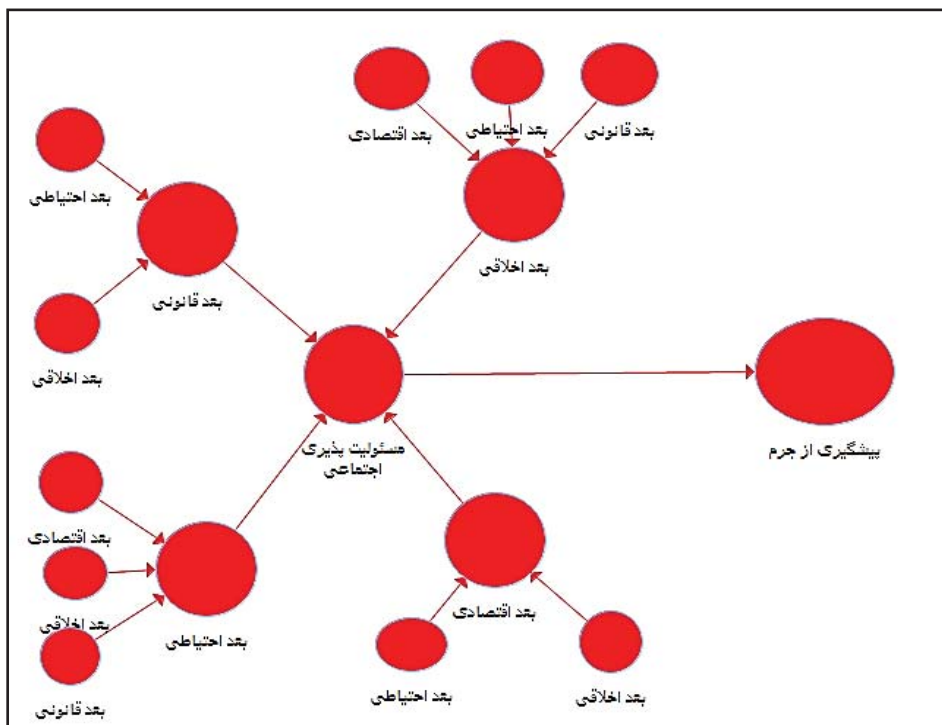 بعد اقتصادی
بعد احتیاطی
بعد قانونی
بعد اخلاقی
بعد احتیاطی
بعد قانونی
بعد اخلاقی
مسئولیت پذیری
اجتماعی
پیشگیری از جرم
بعد اقتصادی
بعد اخلاقی
بعد قانونی
بعد احتیاطی
بعد اقتصادی
بعد احتیاطی
بعد اخلاقی